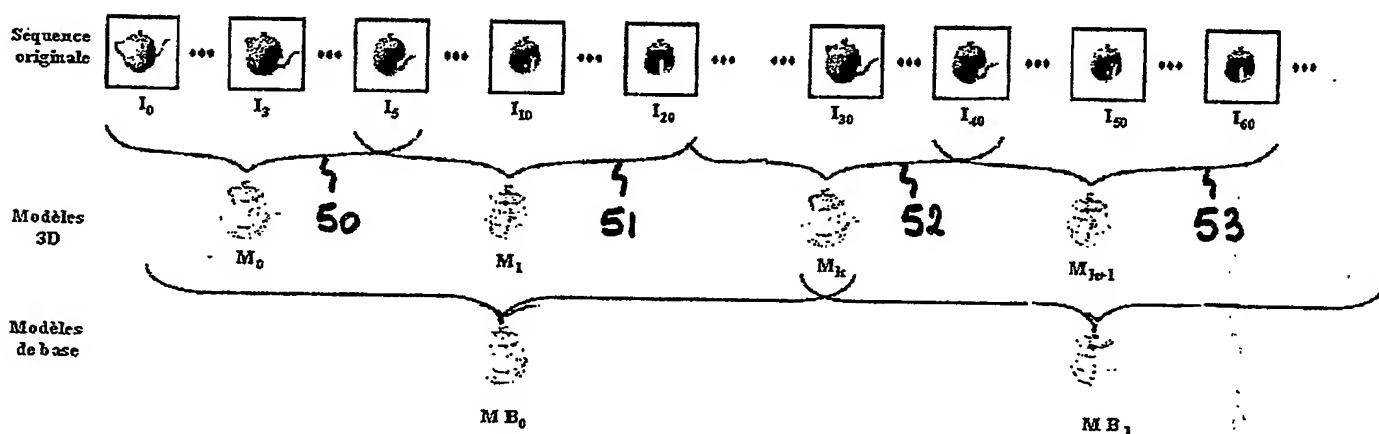 Séquence originale
I₀ ... I₃ ... I₅ ... I₁₀ ... I₂₀ ... ... I₃₀ ... I₄₀ ... I₅₀ ... I₆₀ ...
50 51 52 53
Modèles 3D
M₀ M₁ Mₖ Mₖ₊₁
Modèles de base
MB₀ MB₁